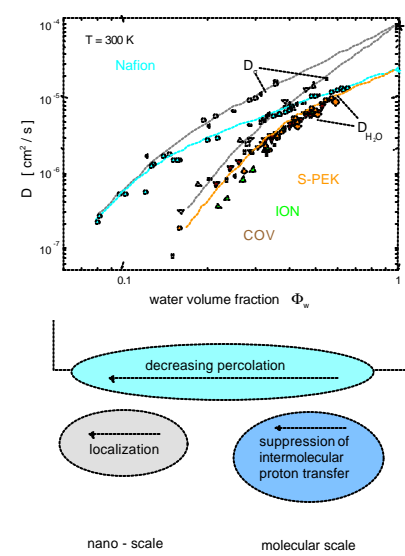 T = 300 K
Nafion
D
σ
D
H₂O
S-PEK
ION
COV
D [ cm² / s ]
10⁻⁴
10⁻⁵
10⁻⁶
10⁻⁷
0.1
1
water volume fraction Φw
decreasing percolation
localization
suppression of
intermolecular
proton transfer
nano - scale
molecular scale